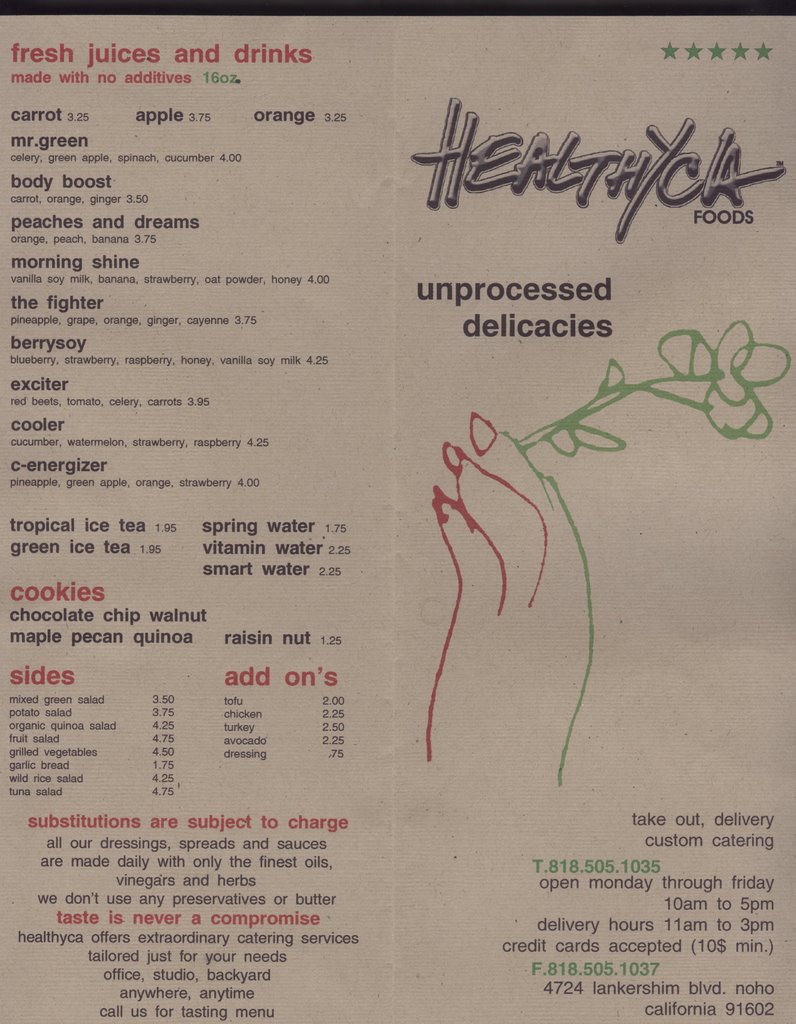 fresh juices and drinks
made with no additives 16oz.
carrot 3.25 apple 3.75 orange 3.25
mr.green
celery, green apple, spinach, cucumber 4.00
body boost
carrot, orange, ginger 3.50
peaches and dreams
orange, peach, banana 3.75
morning shine
vanilla soy milk, banana, strawberry, oat powder, honey 4.00
the fighter
pineapple, grape, orange, ginger, cayenne 3.75
berrysoy
blueberry, strawberry, raspberry, honey, vanilla soy milk 4.25
exciter
red beets, tomato, celery, carrots 3.95
cooler
cucumber, watermelon, strawberry, raspberry 4.25
c-energizer
pineapple, green apple, orange, strawberry 4.00
tropical ice tea 1.95 spring water 1.75
green ice tea 1.95 vitamin water 2.25
smart water 2.25
cookies
chocolate chip walnut
maple pecan quinoa raisin nut 1.25
sides
mixed green salad 3.50
potato salad 3.75
organic quinoa salad 4.25
fruit salad 4.75
grilled vegetables 4.50
garlic bread 1.75
wild rice salad 4.25
tuna salad 4.75
add on's
tofu 2.00
chicken 2.25
turkey 2.50
avocado 2.25
dressing .75
substitutions are subject to charge
all our dressings, spreads and sauces
are made daily with only the finest oils,
vinegars and herbs
we don't use any preservatives or butter
taste is never a compromise
healthyca offers extraordinary catering services
tailored just for your needs
office, studio, backyard
anywhere, anytime
call us for tasting menu
HEALTHYCA™
FOODS
unprocessed
delicacies
take out, delivery
custom catering
T.818.505.1035
open monday through friday
10am to 5pm
delivery hours 11am to 3pm
credit cards accepted (10$ min.)
F.818.505.1037
4724 lankershim blvd. noho
california 91602